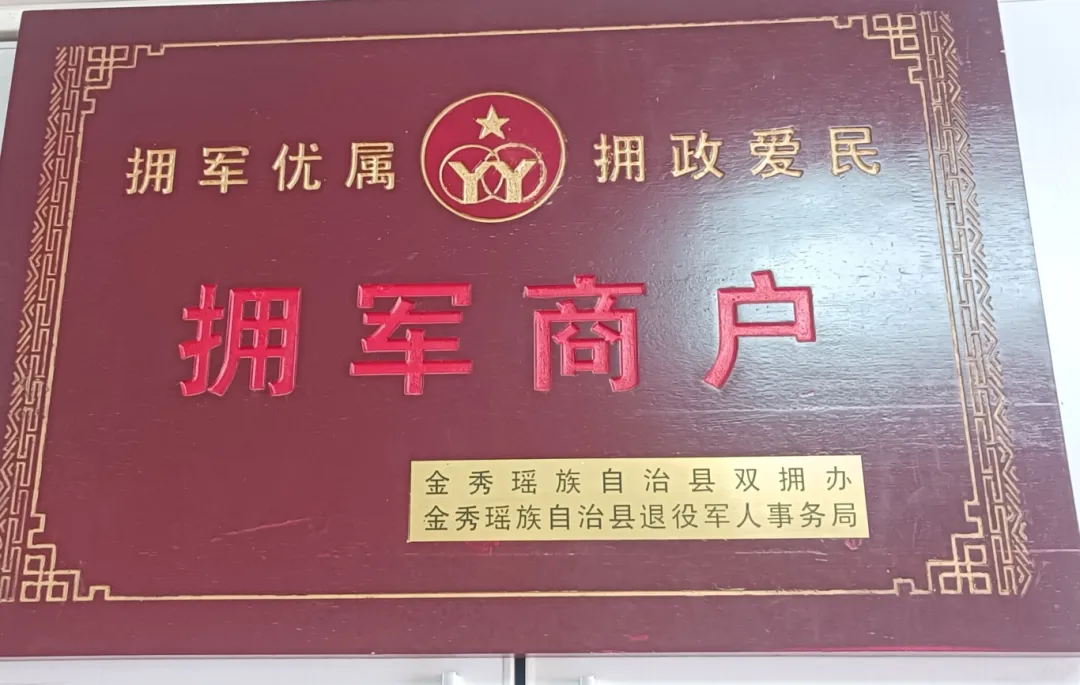 拥军优属 拥政爱民
拥军商户
金秀瑶族自治县双拥办
金秀瑶族自治县退役军人事务局